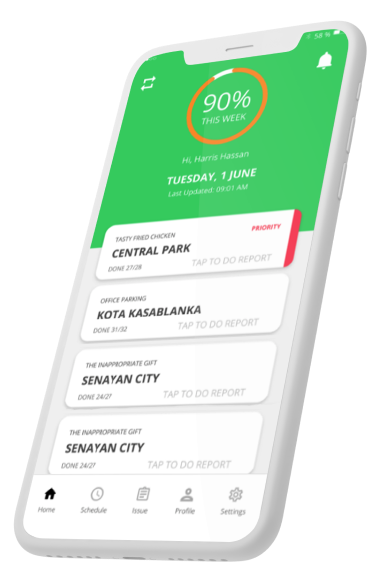 58 %
90%
THIS WEEK
Hi, Harris Hassan
TUESDAY, 1 JUNE
Last Updated: 09:01 AM
TASTY FRIED CHICKEN
PRIORITY
CENTRAL PARK
DONE 27/28
TAP TO DO REPORT
OFFICE PARKING
KOTA KASABLANKA
DONE 31/32
TAP TO DO REPORT
THE INAPPROPRIATE GIFT
SENAYAN CITY
DONE 24/27
TAP TO DO REPORT
THE INAPPROPRIATE GIFT
SENAYAN CITY
DONE 24/27
TAP TO DO REPORT
Home
Schedule
Issue
Profile
Settings